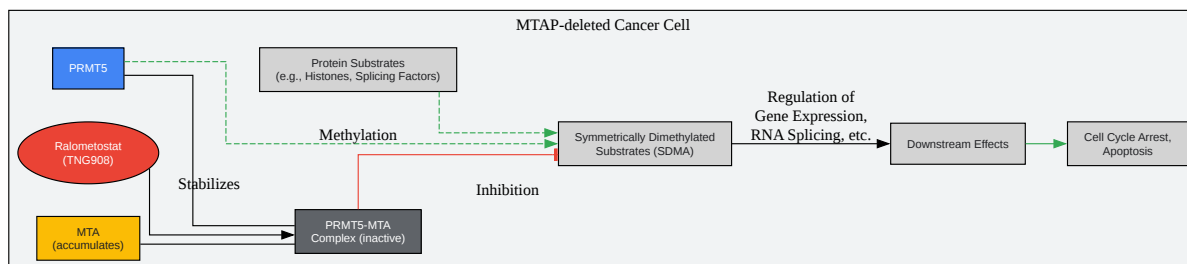 MTAP-deleted Cancer Cell
PRMT5
Protein Substrates
(e.g., Histones, Splicing Factors)
Ralometostat
(TNG908)
Methylation
Symmetrically Dimethylated
Substrates (SDMA)
Regulation of
Gene Expression,
RNA Splicing, etc.
Downstream Effects
Cell Cycle Arrest,
Apoptosis
Stabilizes
Inhibition
MTA
(accumulates)
PRMT5-MTA
Complex (inactive)